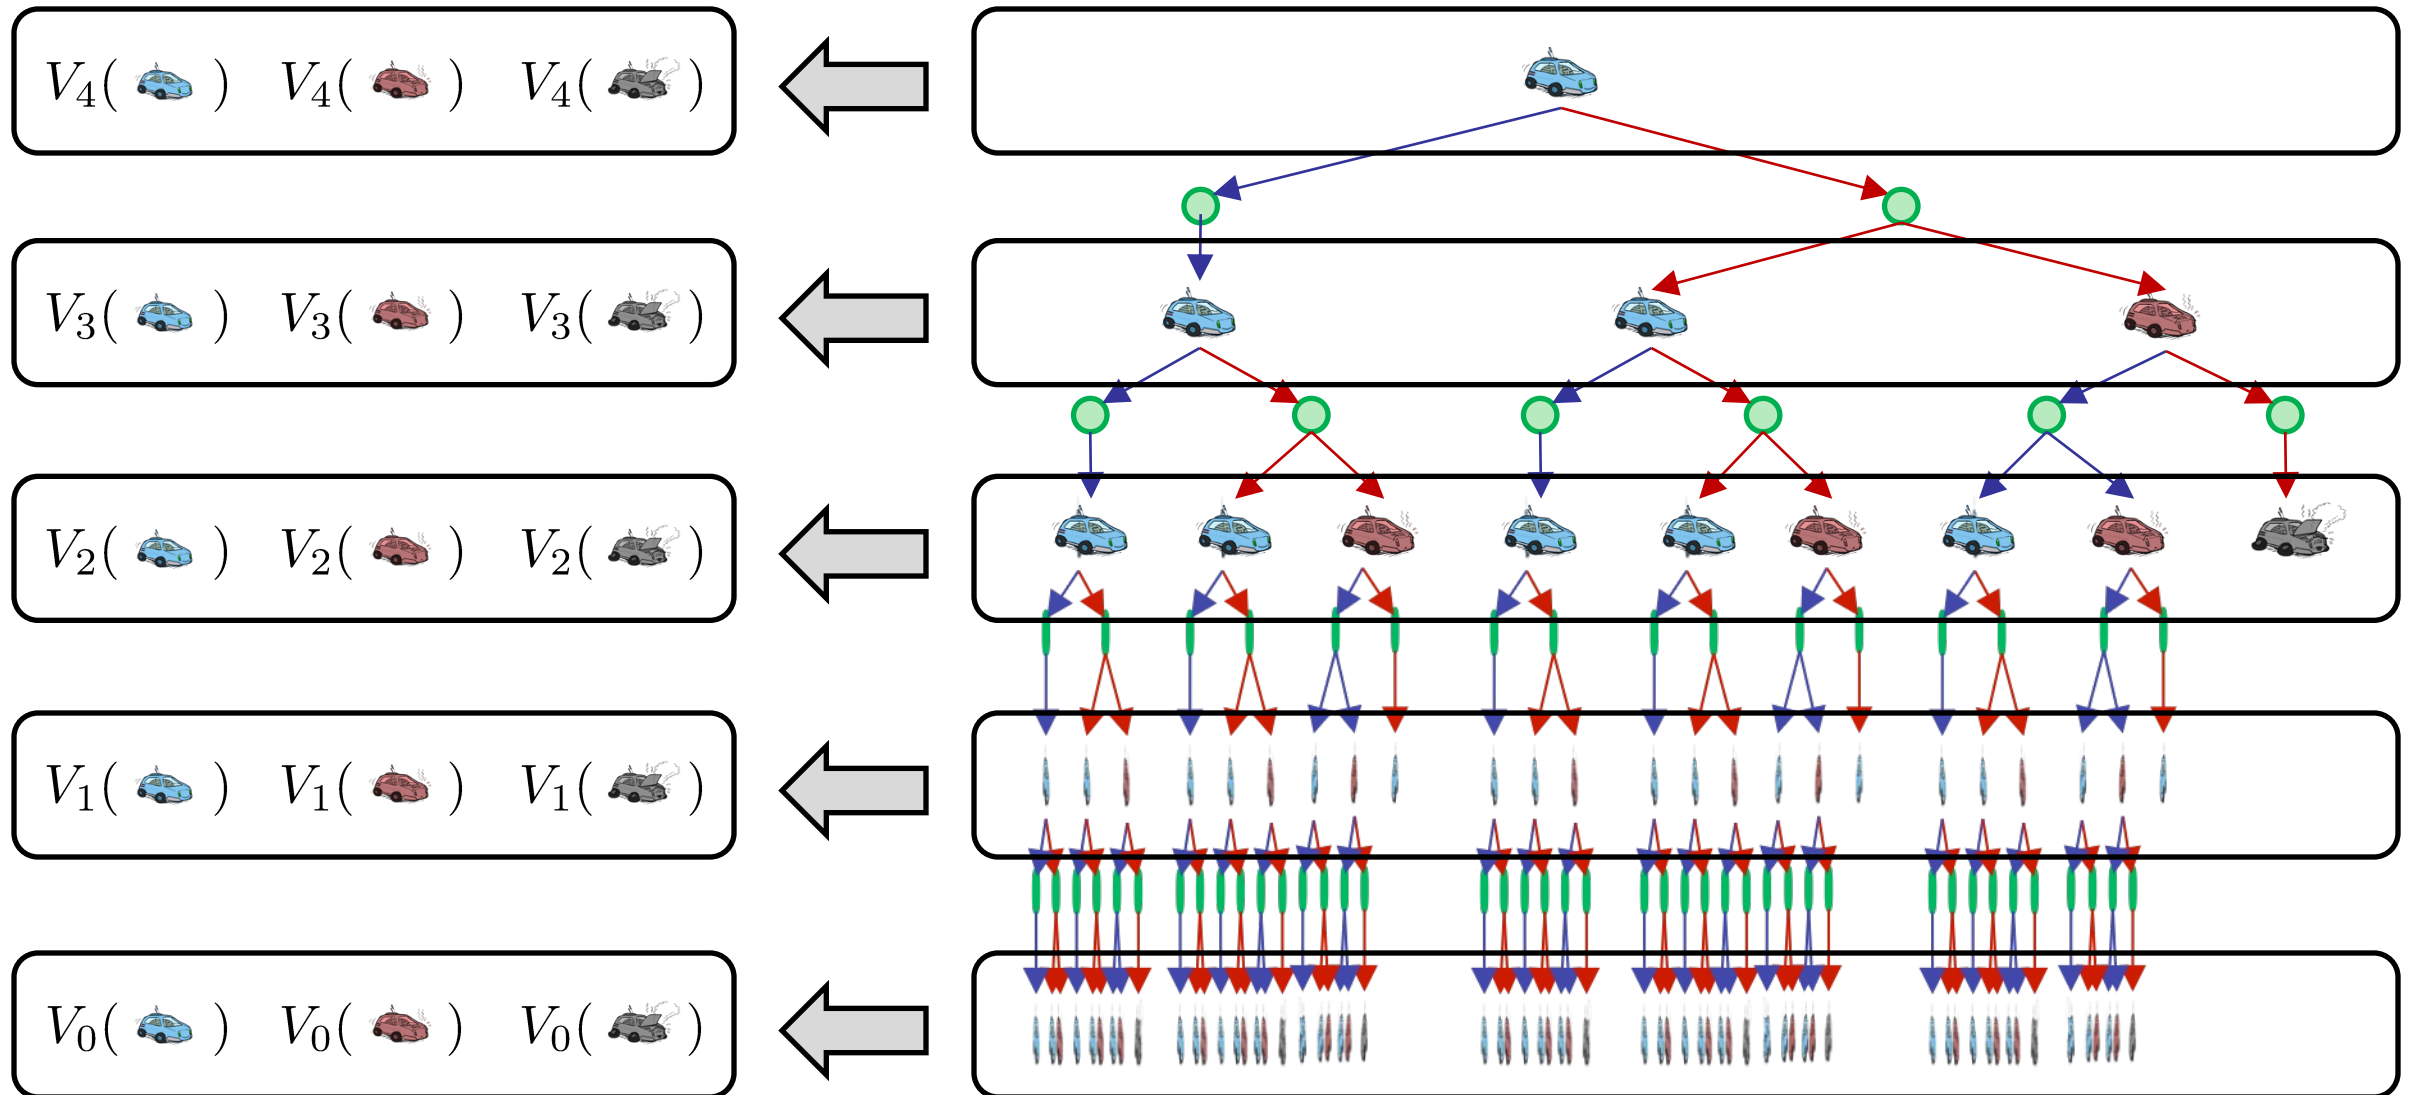 V₄( ) V₄( ) V₄( )
V₃( ) V₃( ) V₃( )
V₂( ) V₂( ) V₂( )
V₁( ) V₁( ) V₁( )
V₀( ) V₀( ) V₀( )